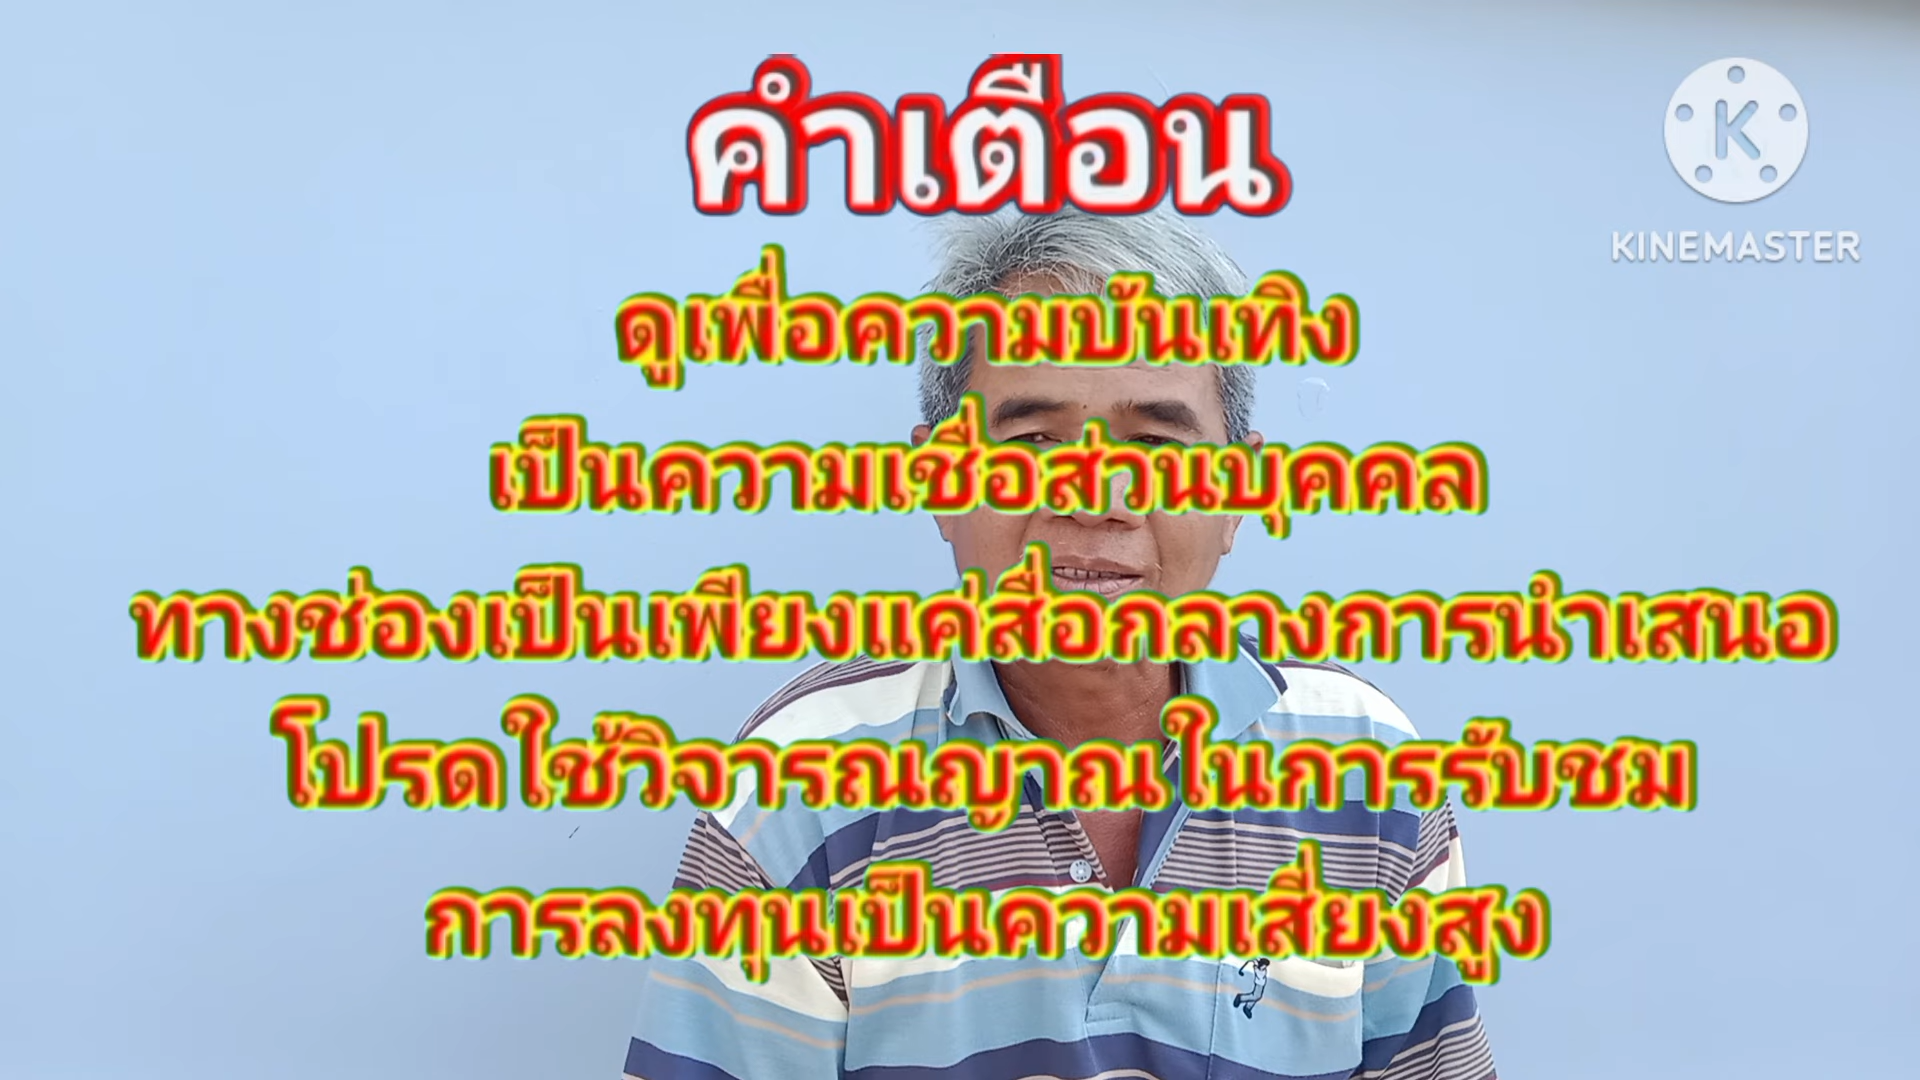 คำเตือน
K
KINEMASTER
ดูเพื่อความบันเทิง
เป็นความเชื่อส่วนบุคคล
ทางช่องเป็นเพียงแค่สื่อกลางการนำเสนอ
โปรดใช้วิจารณญาณในการรับชม
การลงทุนเป็นความเสี่ยงสูง